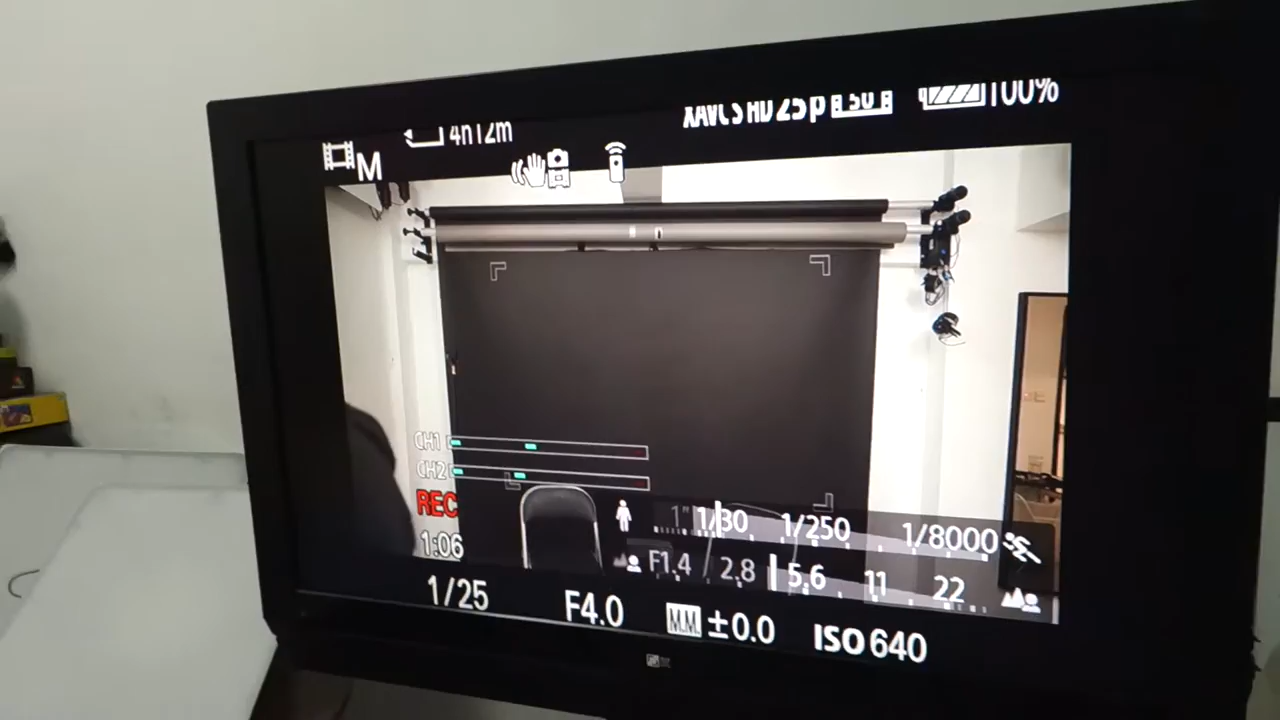 4h12m XAVC S HD 25p 50 100%
M
CH1
CH2
REC
1" 1/30 1/250 1/8000
1:06
F1.4 2.8 5.6 11 22
1/25 F4.0 M.M. ±0.0 ISO 640